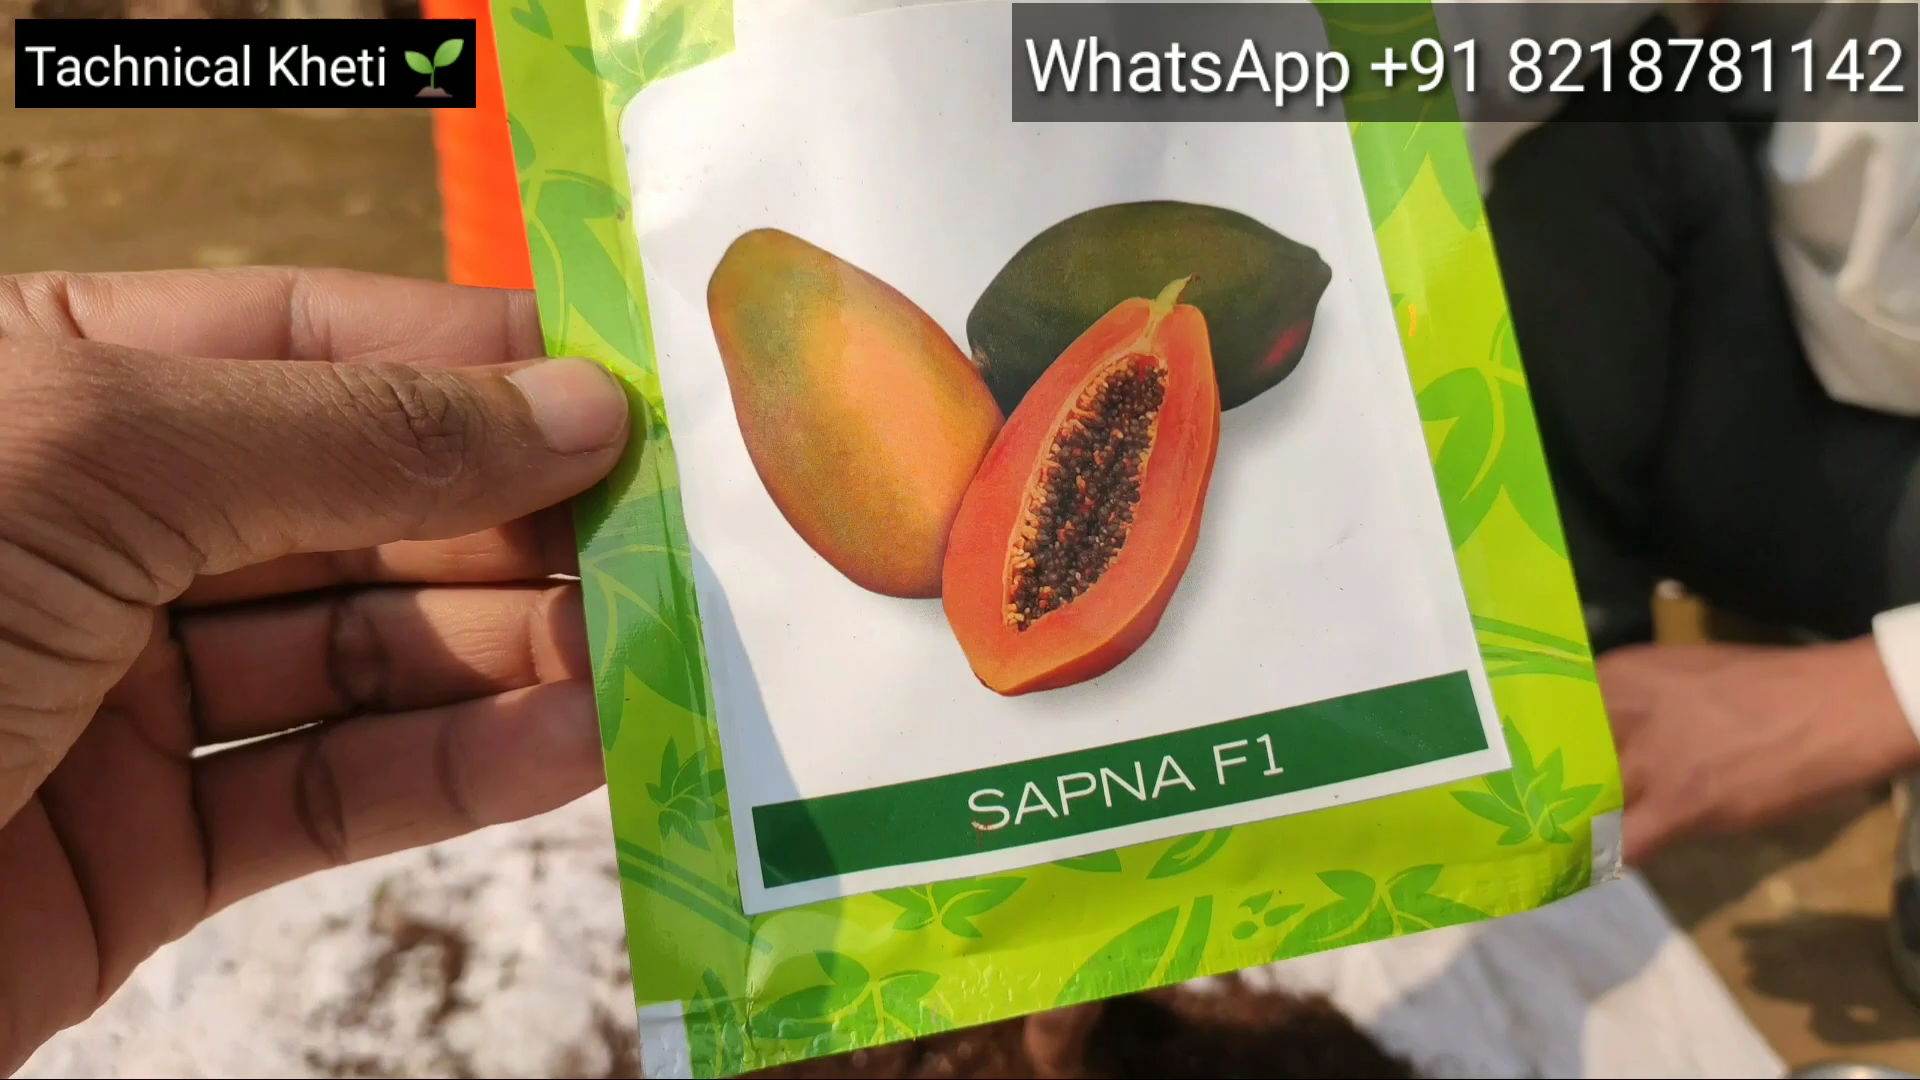 Tachnical Kheti 🌱
WhatsApp +91 8218781142
SAPNA F1